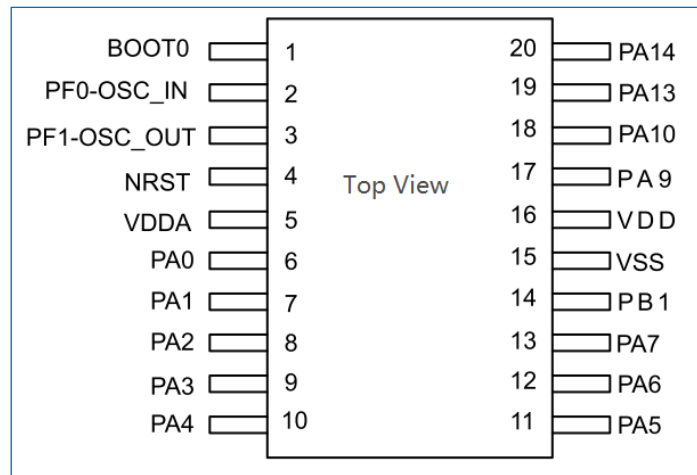 BOOT0 1 20 PA14
PF0-OSC_IN 2 19 PA13
PF1-OSC_OUT 3 18 PA10
NRST 4 17 PA9
Top View
VDDA 5 16 VDD
PA0 6 15 VSS
PA1 7 14 PB1
PA2 8 13 PA7
PA3 9 12 PA6
PA4 10 11 PA5